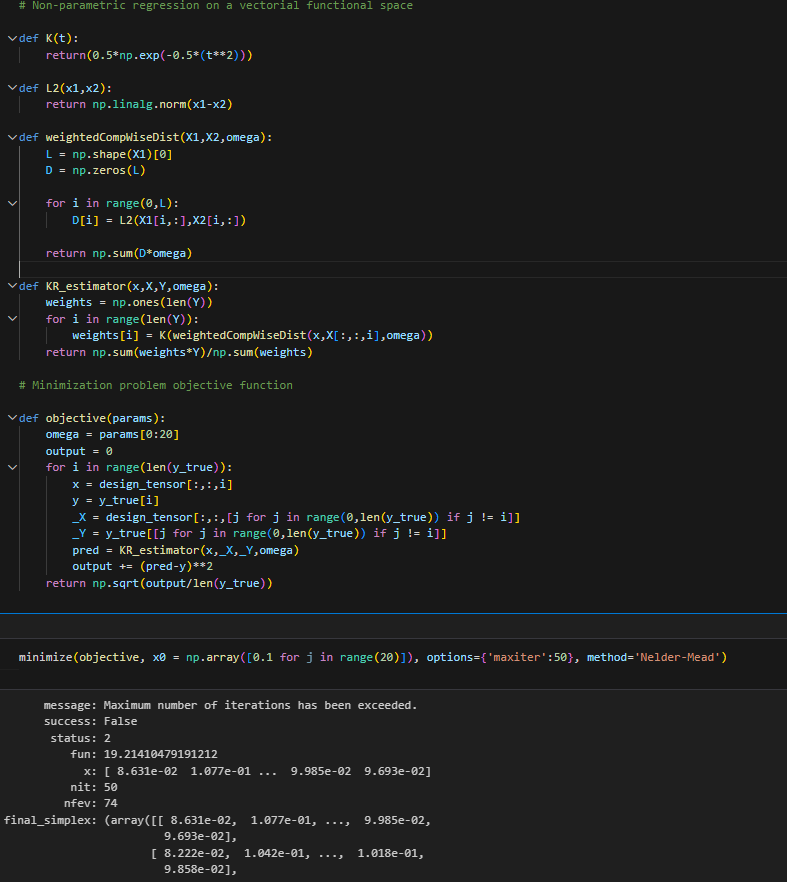 # Non-parametric regression on a vectorial functional space
def K(t):
    return(0.5*np.exp(-0.5*(t**2)))
def L2(x1,x2):
    return np.linalg.norm(x1-x2)
def weightedCompWiseDist(X1,X2,omega):
    L = np.shape(X1)[0]
    D = np.zeros(L)
    for i in range(0,L):
        D[i] = L2(X1[i,:],X2[i,:])
    return np.sum(D*omega)
def KR_estimator(x,X,Y,omega):
    weights = np.ones(len(Y))
    for i in range(len(Y)):
        weights[i] = K(weightedCompWiseDist(x,X[:,:,i],omega))
    return np.sum(weights*Y)/np.sum(weights)
# Minimization problem objective function
def objective(params):
    omega = params[0:20]
    output = 0
    for i in range(len(y_true)):
        x = design_tensor[:,:,i]
        y = y_true[i]
        _X = design_tensor[:,:,[j for j in range(0,len(y_true)) if j != i]]
        _Y = y_true[[j for j in range(0,len(y_true)) if j != i]]
        pred = KR_estimator(x,_X,_Y,omega)
        output += (pred-y)**2
    return np.sqrt(output/len(y_true))
minimize(objective, x0 = np.array([0.1 for j in range(20)]), options={'maxiter':50}, method='Nelder-Mead')
message: Maximum number of iterations has been exceeded.
success: False
status: 2
fun: 19.21410479191212
x: [ 8.631e-02  1.077e-01 ...  9.985e-02  9.693e-02]
nit: 50
nfev: 74
final_simplex: (array([[ 8.631e-02,  1.077e-01, ...,  9.985e-02,
9.693e-02],
[ 8.222e-02,  1.042e-01, ...,  1.018e-01,
9.858e-02],